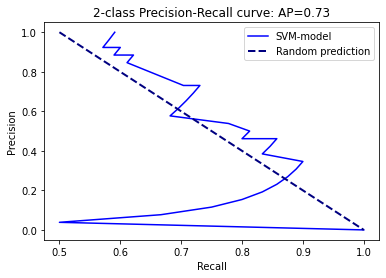 2-class Precision-Recall curve: AP=0.73
SVM-model
Random prediction
Precision
1.0
0.8
0.6
0.4
0.2
0.0
0.5
0.6
0.7
0.8
0.9
1.0
Recall